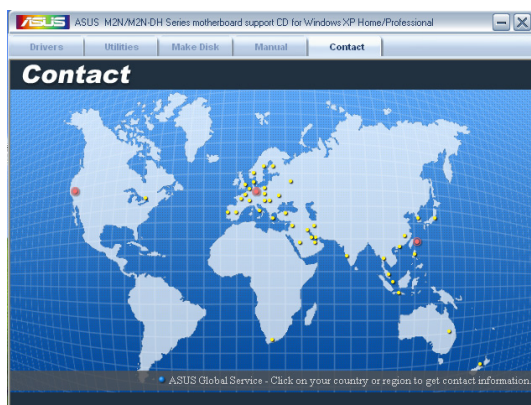 ASUS ASUS M2N/M2N-DH Series motherboard support CD for Windows XP Home/Professional
Drivers Utilities Make Disk Manual Contact
Contact
ASUS Global Service - Click on your country or region to get contact information.